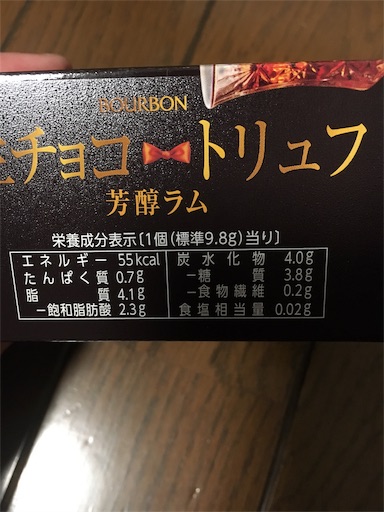 BOURBON
チョコ トリュフ
芳醇ラム
栄養成分表示〔1個(標準9.8g)当り〕
エネルギー 55kcal
たんぱく質 0.7g
脂質 4.1g
−飽和脂肪酸 2.3g
炭水化物 4.0g
−糖質 3.8g
−食物繊維 0.2g
食塩相当量 0.02g